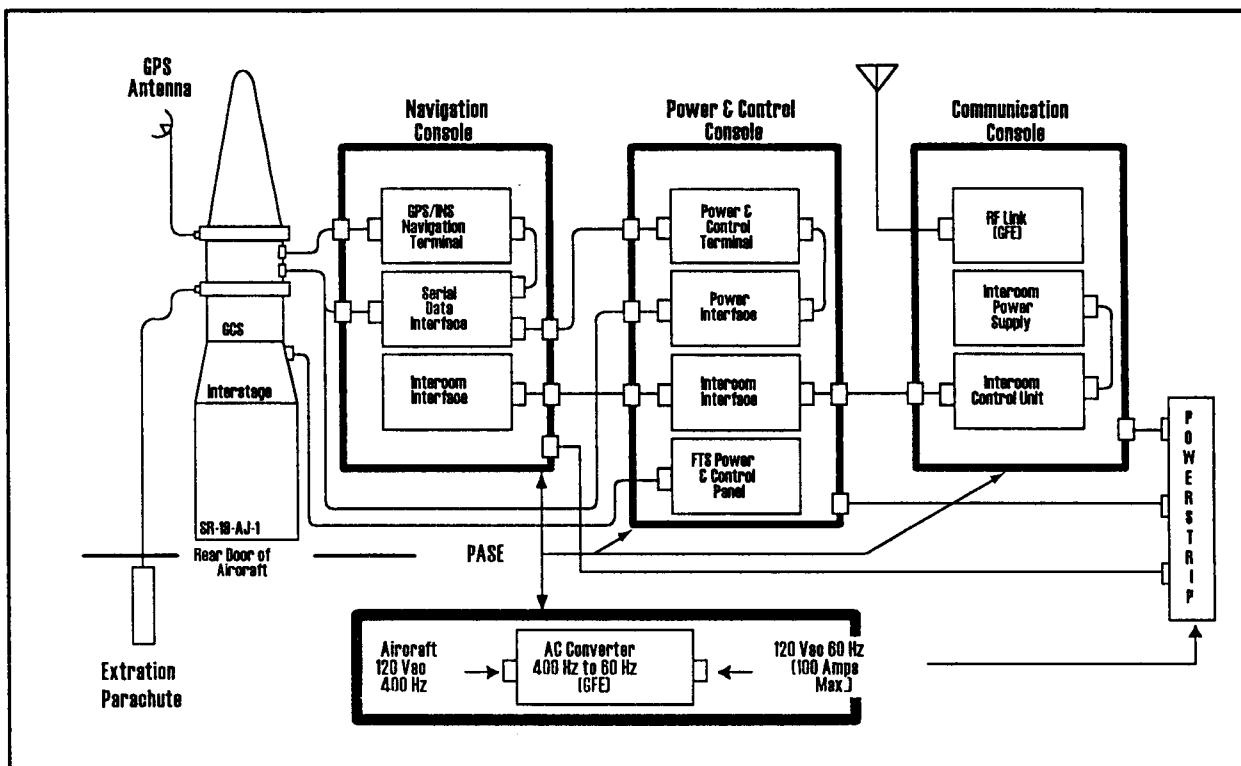 GPS
Antenna
Navigation
Console
Power & Control
Console
Communication
Console
GPS/INS
Navigation
Terminal
Serial
Data
Interface
Intercom
Interface
Power &
Control
Terminal
Power
Interface
Intercom
Interface
FTS Power
& Control
Panel
RF Link
(GFE)
Intercom
Power
Supply
Intercom
Control Unit
POWERSTRIP
GCS
Interstage
SR-19-AJ-1
Rear Door of
Aircraft
PASE
Extration
Parachute
Aircraft
120 Vac
400 Hz
AC Converter
400 Hz to 60 Hz
(GFE)
120 Vac 60 Hz
(100 Amps
Max.)